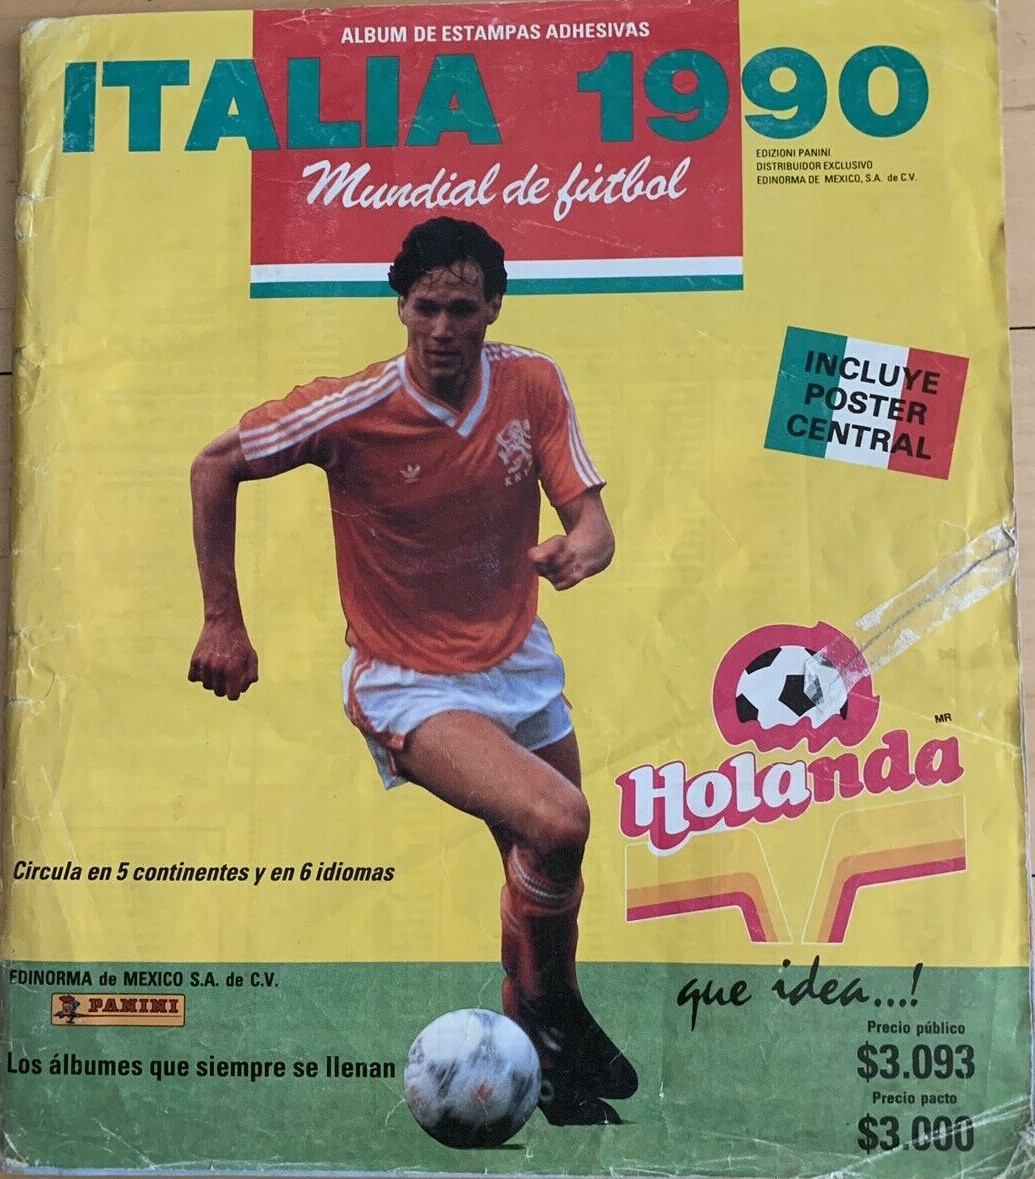 ALBUM DE ESTAMPAS ADHESIVAS
ITALIA 1990
Mundial de fútbol
EDIZIONI PANINI
DISTRIBUIDOR EXCLUSIVO
EDINORMA DE MEXICO, S.A. de C.V.
INCLUYE
POSTER
CENTRAL
MR
Holanda
Circula en 5 continentes y en 6 idiomas
que idea...!
EDINORMA de MEXICO S.A. de C.V.
PANINI
Los álbumes que siempre se llenan
Precio público
$3.093
Precio pacto
$3.000